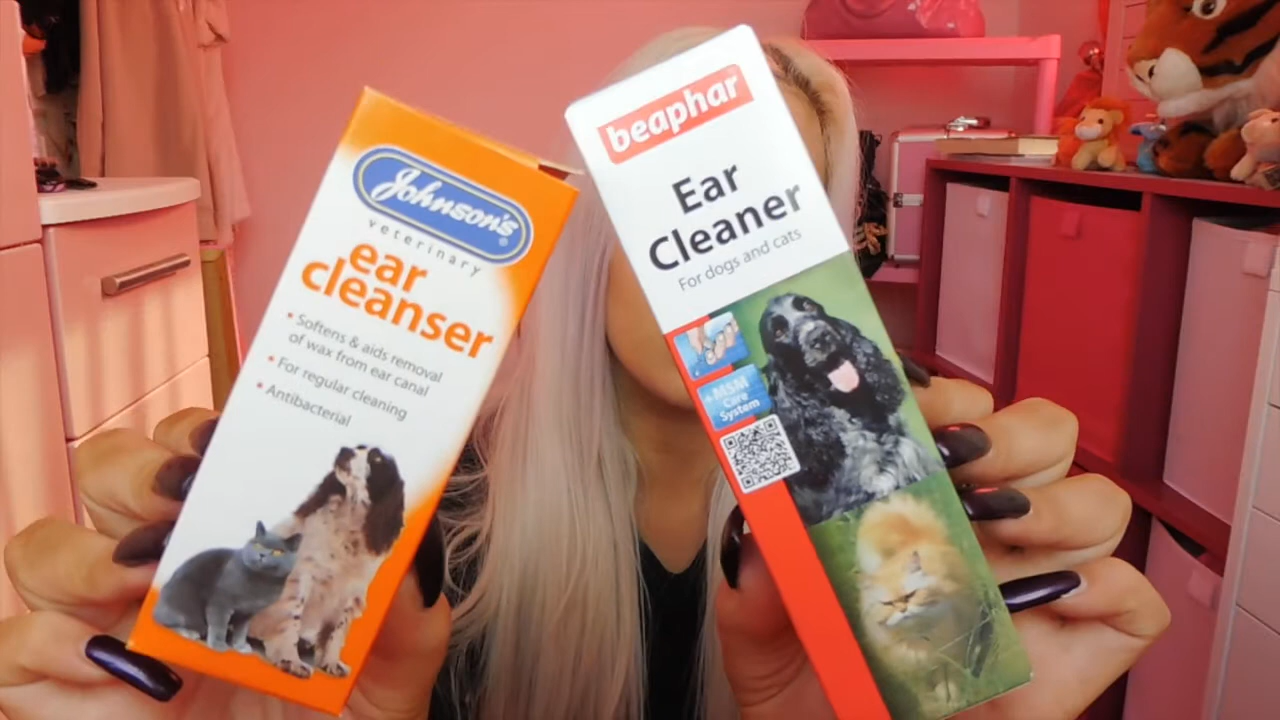 Johnson's
veterinary
ear
cleanser
• Softens & aids removal
of wax from ear canal
• For regular cleaning
• Antibacterial
beaphar
Ear
Cleaner
For dogs and cats
+MSM
Care
System